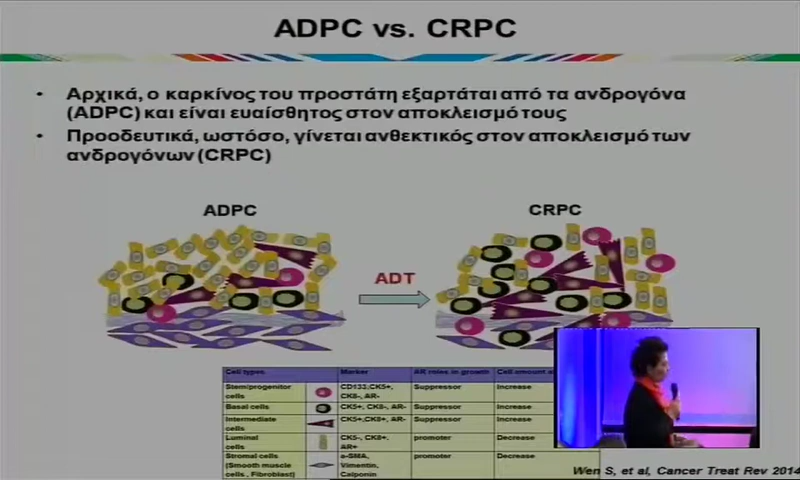 ADPC vs. CRPC
• Αρχικά, ο καρκίνος του προστάτη εξαρτάται από τα ανδρογόνα
(ADPC) και είναι ευαίσθητος στον αποκλεισμό τους
• Προοδευτικά, ωστόσο, γίνεται ανθεκτικός στον αποκλεισμό των
ανδρογόνων (CRPC)
ADPC CRPC
ADT
Cell types Marker AR roles in growth Cell amount
Stem/progenitor cells CD133,CK5+, CK8-, AR- Suppressor Increase
Basal cells CK5+, CK8-, AR- Suppressor Increase
Intermediate cells CK5+,CK8+, AR- Suppressor Increase
Luminal cells CK5-, CK8+, AR+ promoter Decrease
Stromal cells (Smooth muscle cells, Fibroblast) a-SMA, Vimentin, Calponin promoter Decrease
Wen S, et al, Cancer Treat Rev 2014